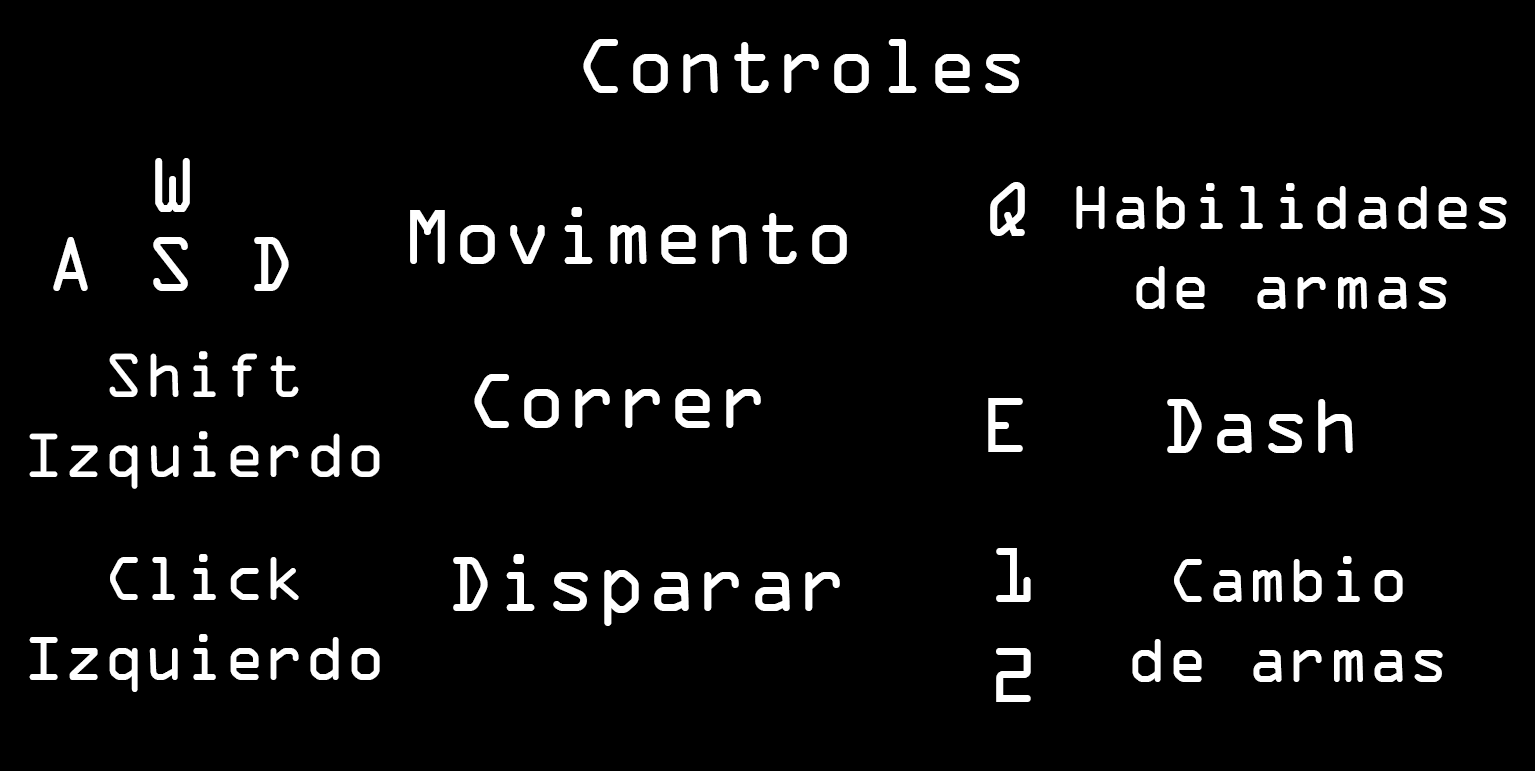 Controles
W
A S D
Movimento
Shift
Izquierdo
Correr
Click
Izquierdo
Disparar
Q
Habilidades
de armas
E
Dash
1
2
Cambio
de armas